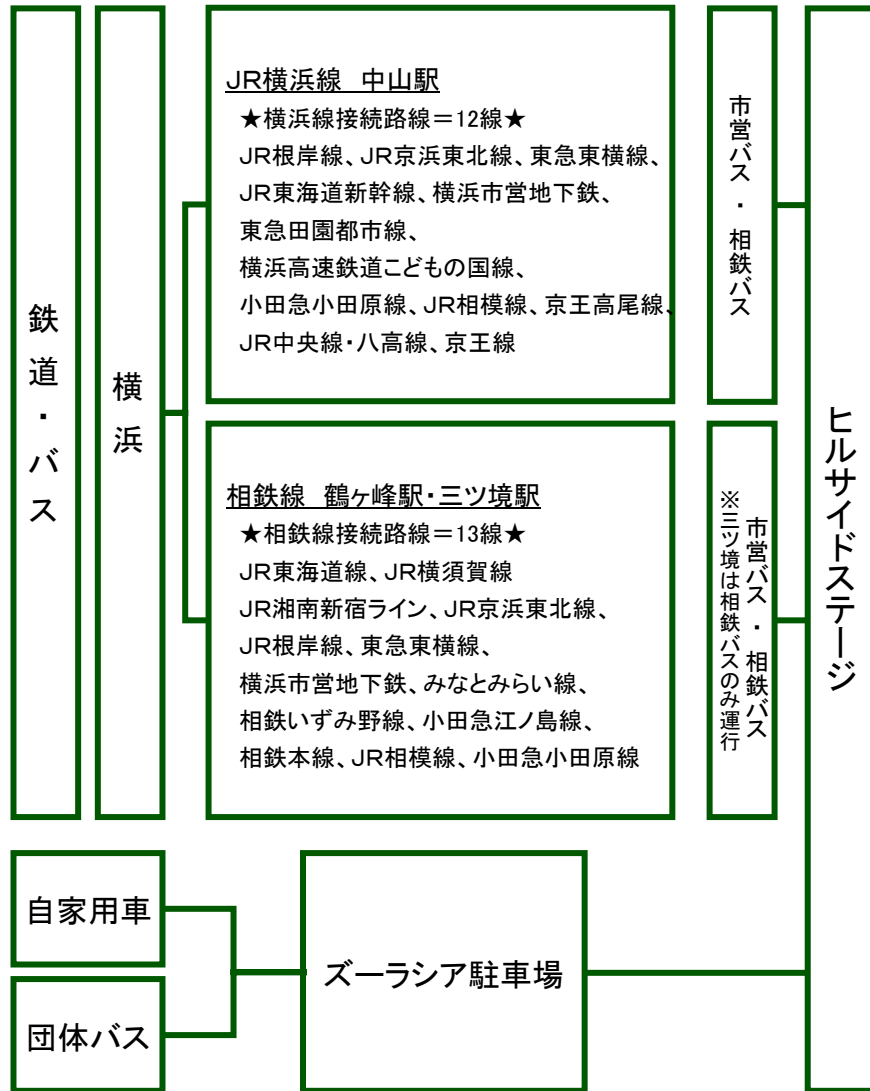 鉄道・バス
横浜
JR横浜線　中山駅
★横浜線接続路線＝12線★
JR根岸線、JR京浜東北線、東急東横線、
JR東海道新幹線、横浜市営地下鉄、
東急田園都市線、
横浜高速鉄道こどもの国線、
小田急小田原線、JR相模線、京王高尾線、
JR中央線・八高線、京王線
市営バス・相鉄バス
相鉄線　鶴ヶ峰駅・三ツ境駅
★相鉄線接続路線＝13線★
JR東海道線、JR横須賀線
JR湘南新宿ライン、JR京浜東北線、
JR根岸線、東急東横線、
横浜市営地下鉄、みなとみらい線、
相鉄いずみ野線、小田急江ノ島線、
相鉄本線、JR相模線、小田急小田原線
市営バス・相鉄バス
※三ツ境は相鉄バスのみ運行
ヒルサイドステージ
自家用車
団体バス
ズーラシア駐車場